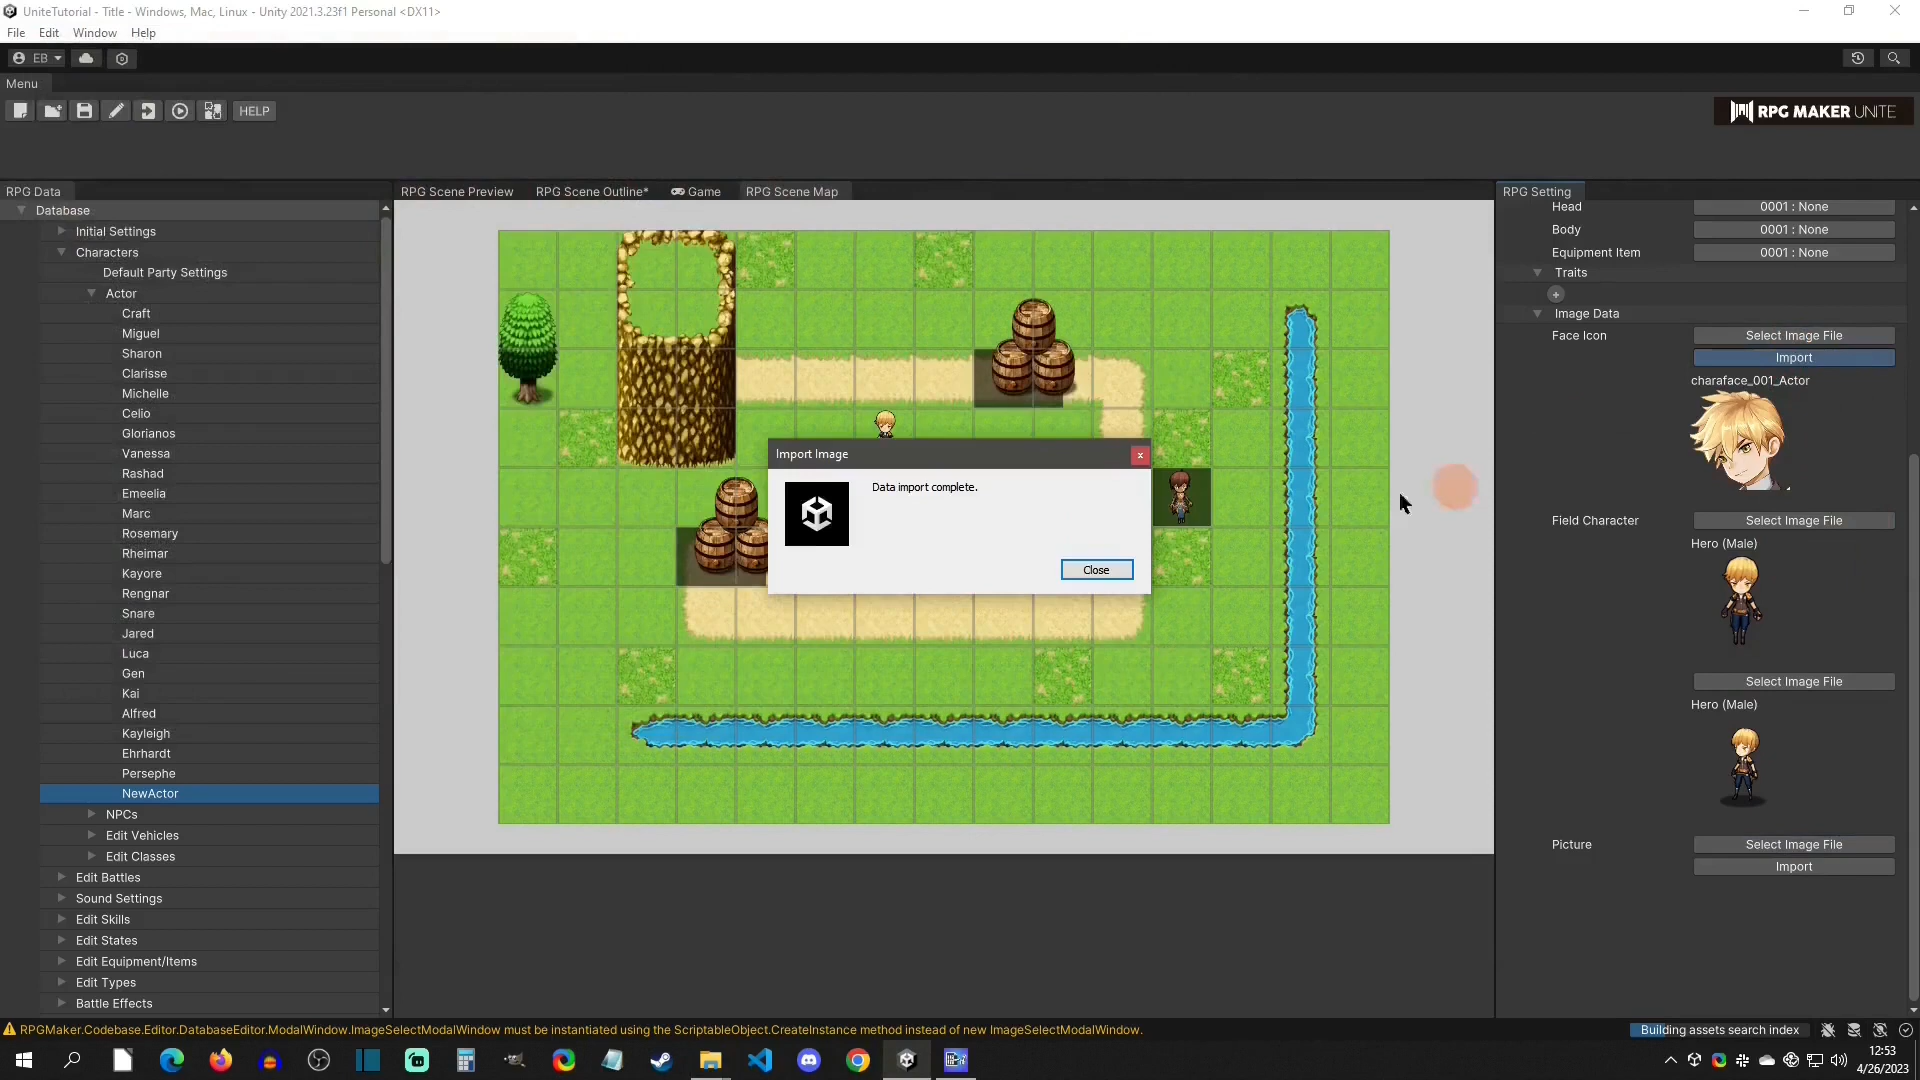 UniteTutorial - Title - Windows, Mac, Linux - Unity 2021.3.23f1 Personal <DX11>
File Edit Window Help
EB
Menu
HELP
RPG MAKER UNITE
RPG Data
RPG Scene Preview RPG Scene Outline* Game RPG Scene Map
RPG Setting
Database
Initial Settings
Characters
Default Party Settings
Actor
Craft
Miguel
Sharon
Clarisse
Michelle
Celio
Glorianos
Vanessa
Rashad
Emeelia
Marc
Rosemary
Rheimar
Kayore
Rengnar
Snare
Jared
Luca
Gen
Kai
Alfred
Kayleigh
Ehrhardt
Persephe
NewActor
NPCs
Edit Vehicles
Edit Classes
Edit Battles
Sound Settings
Edit Skills
Edit States
Edit Equipment/Items
Edit Types
Battle Effects
Import Image
x
Data import complete.
Close
Head 0001 : None
Body 0001 : None
Equipment Item 0001 : None
Traits
Image Data
Face Icon Select Image File
Import
charaface_001_Actor
Field Character Select Image File
Hero (Male)
Select Image File
Hero (Male)
Picture Select Image File
Import
RPGMaker.Codebase.Editor.DatabaseEditor.ModalWindow.ImageSelectModalWindow must be instantiated using the ScriptableObject.CreateInstance method instead of new ImageSelectModalWindow.
Building assets search index
12:53
4/26/2023